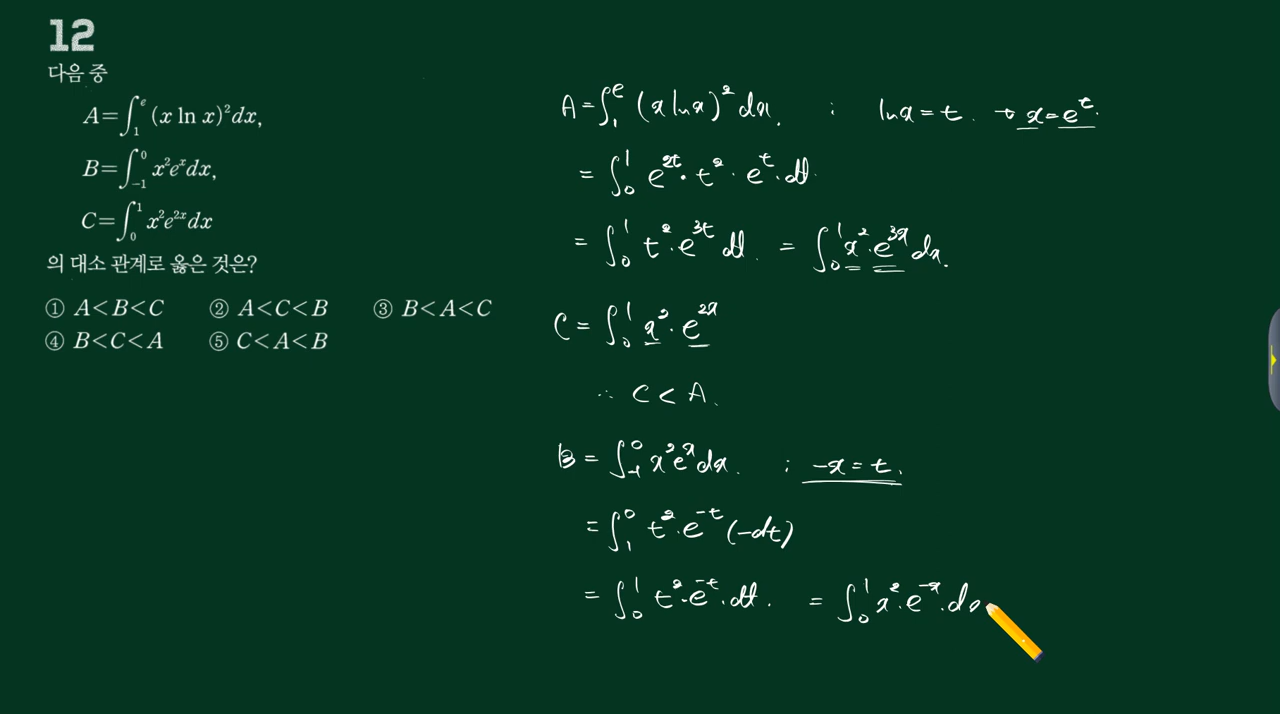 12
다음 중
A=∫₁ᵉ (x ln x)²dx,
B=∫₋₁⁰ x²eˣdx,
C=∫₀¹ x²e²ˣdx
의 대소 관계로 옳은 것은?
① A<B<C ② A<C<B ③ B<A<C
④ B<C<A ⑤ C<A<B
A=∫₁ᵉ (x lnx)² dx. ; lnx=t. → x=eᵗ.
=∫₀¹ e²ᵗ・t²・eᵗ・dt.
=∫₀¹ t²・e³ᵗ dt. =∫₀¹ x²・e³ˣ dx.
C=∫₀¹ x²・e²ˣ
∴ C<A.
B=∫₋₁⁰ x²eˣdx. ; -x=t.
=∫₁⁰ t²・e⁻ᵗ(-dt)
=∫₀¹ t²・e⁻ᵗ・dt. =∫₀¹ x²・e⁻ˣ・dx